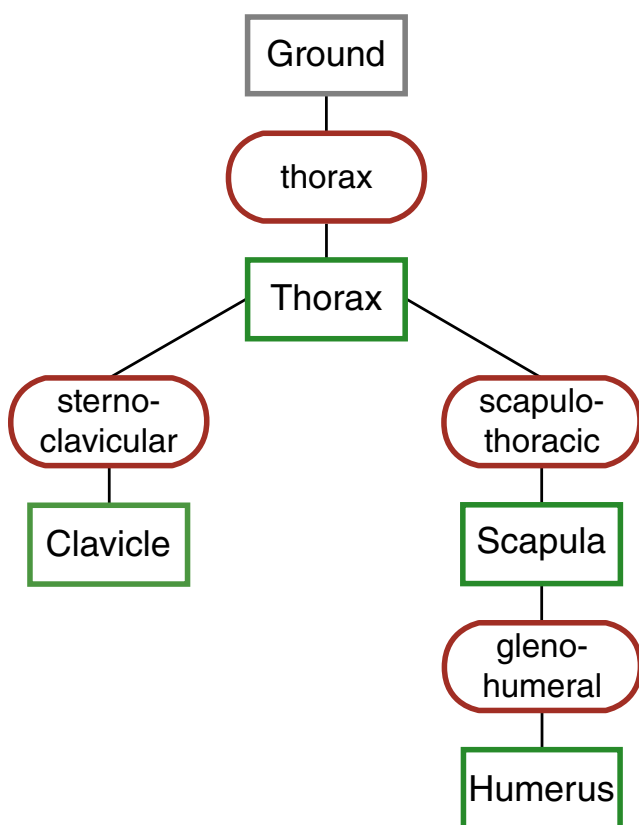 Ground
thorax
Thorax
sterno-
clavicular
scapulo-
thoracic
Clavicle
Scapula
gleno-
humeral
Humerus